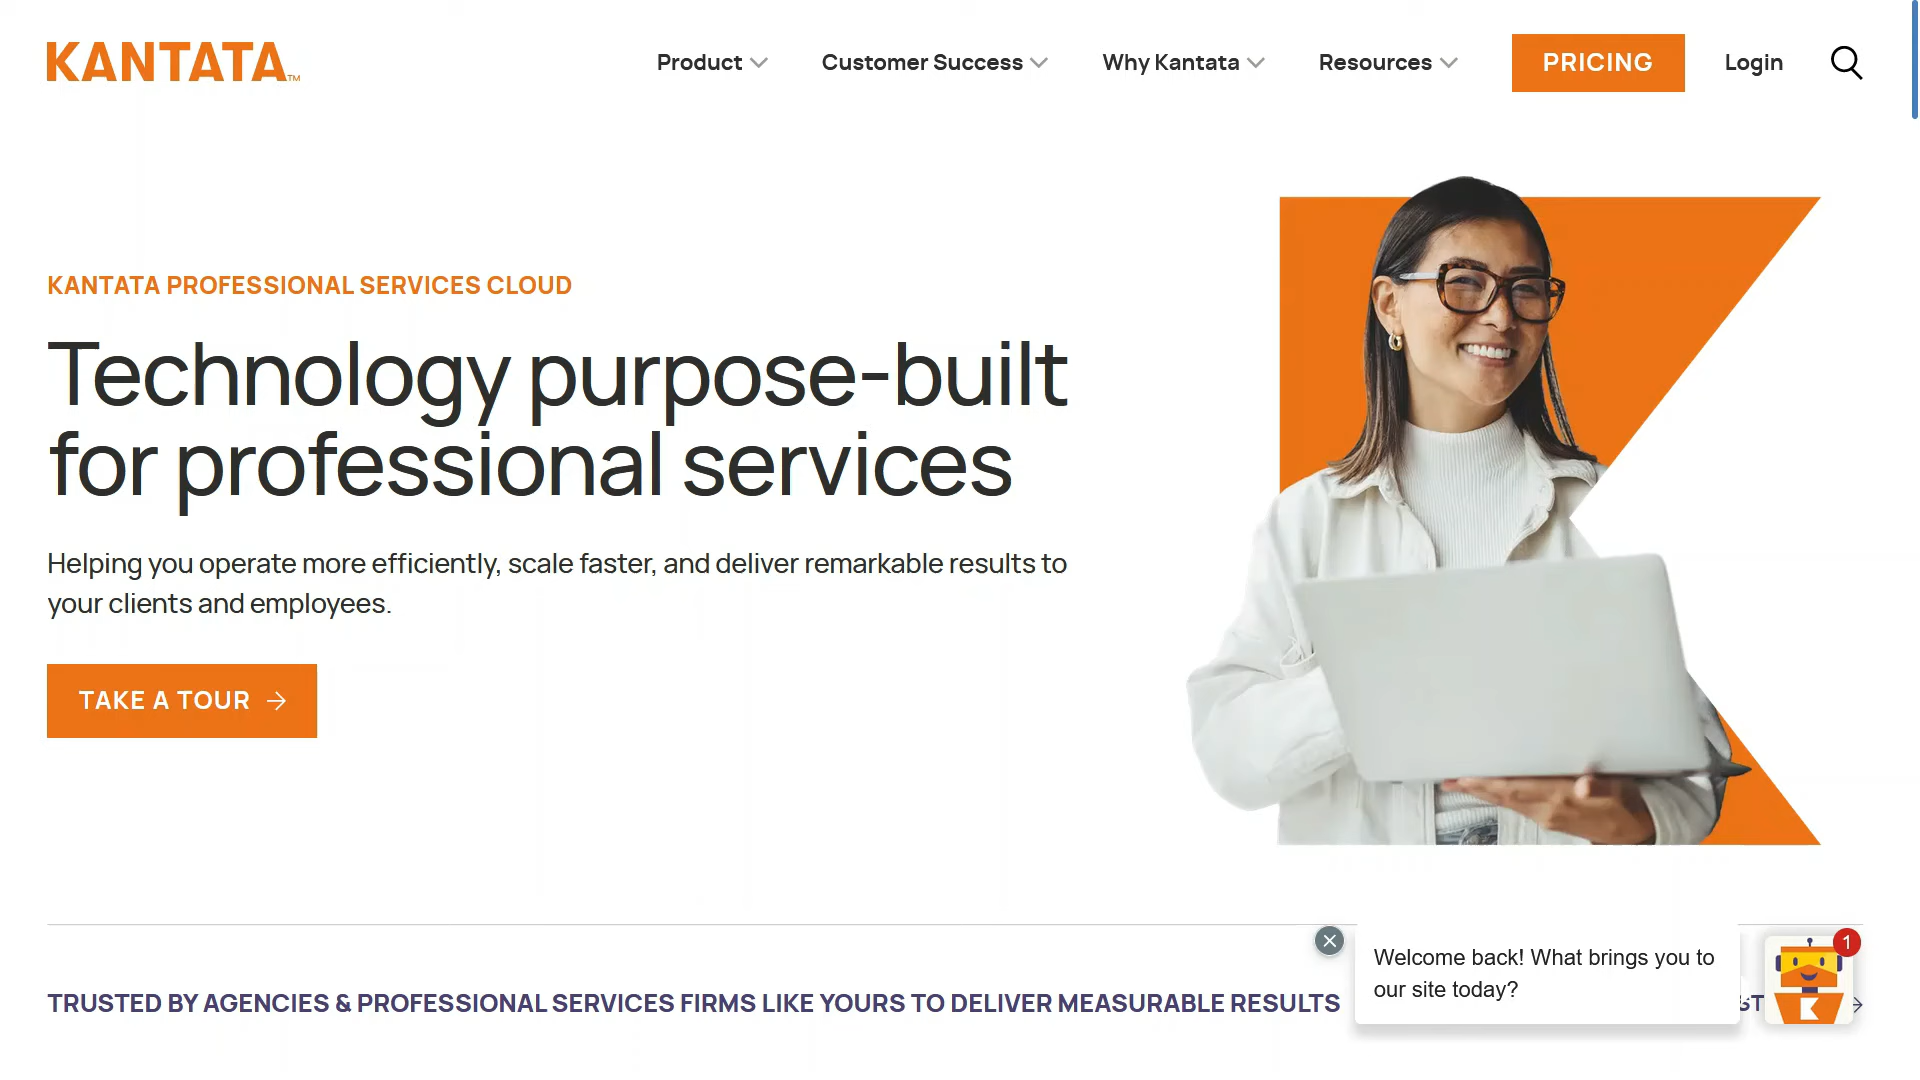 KANTATA™
Product
Customer Success
Why Kantata
Resources
PRICING
Login
KANTATA PROFESSIONAL SERVICES CLOUD
Technology purpose-built
for professional services
Helping you operate more efficiently, scale faster, and deliver remarkable results to
your clients and employees.
TAKE A TOUR
TRUSTED BY AGENCIES & PROFESSIONAL SERVICES FIRMS LIKE YOURS TO DELIVER MEASURABLE RESULTS
Welcome back! What brings you to
our site today?
1
K